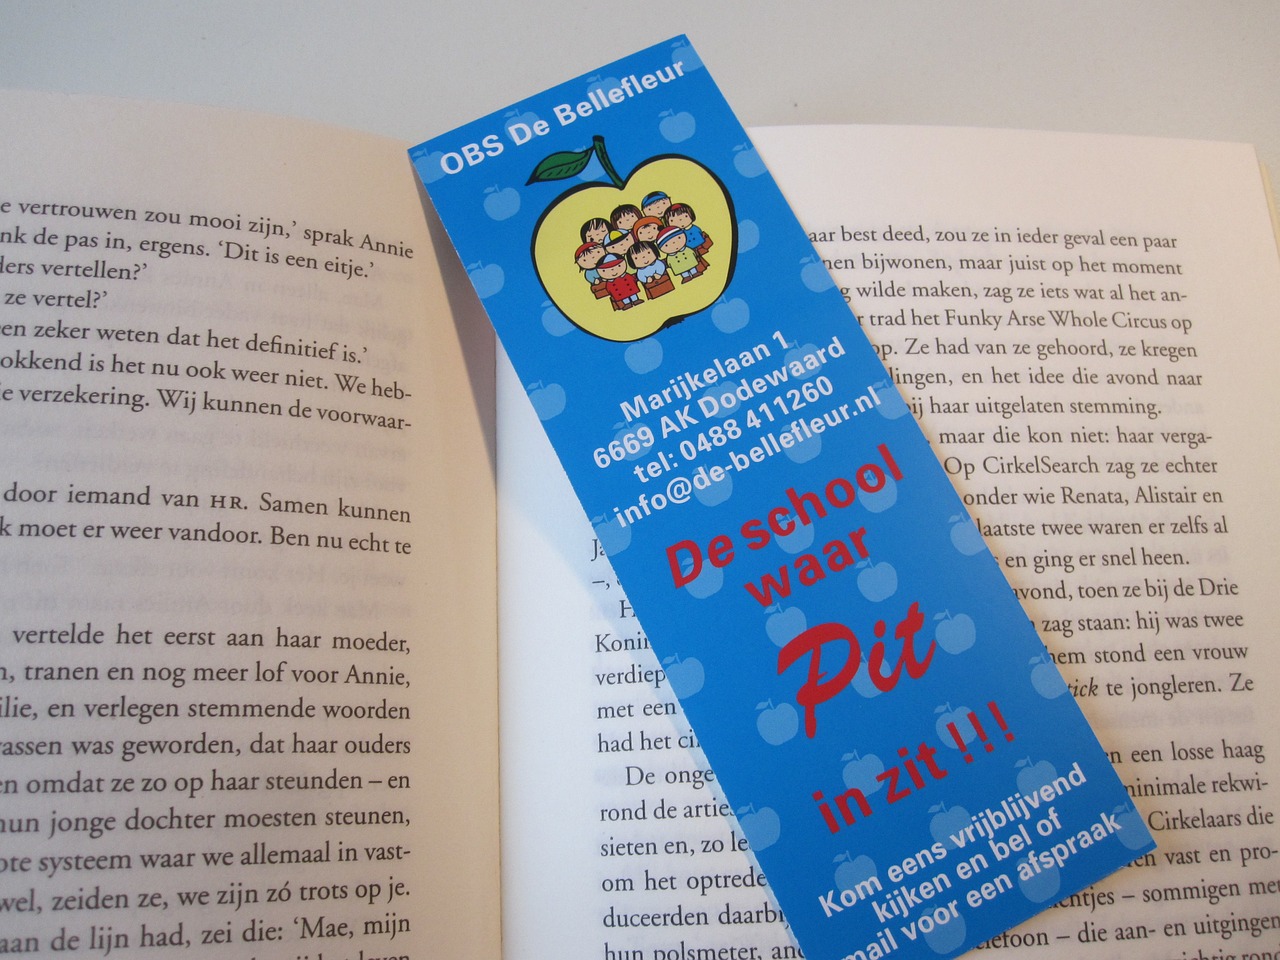 e vertrouwen zou mooi zijn,’ sprak Annie
nk de pas in, ergens. ‘Dit is een eitje.’
ders vertellen?’
ze vertel?’
en zeker weten dat het definitief is.’
okkend is het nu ook weer niet. We heb-
ie verzekering. Wij kunnen de voorwaar-
door iemand van HR. Samen kunnen
k moet er weer vandoor. Ben nu echt te
vertelde het eerst aan haar moeder,
n, tranen en nog meer lof voor Annie,
ilie, en verlegen stemmende woorden
assen was geworden, dat haar ouders
en omdat ze zo op haar steunden – en
hun jonge dochter moesten steunen,
ote systeem waar we allemaal in vast-
wel, zeiden ze, we zijn zó trots op je.
aan de lijn had, zei die: ‘Mae, mijn
OBS De Bellefleur
Marijkelaan 1
6669 AK Dodewaard
tel: 0488 411260
info@de-bellefleur.nl
De school
waar
Pit
in zit !!!
Kom eens vrijblijvend
kijken en bel of
mail voor een afspraak
aar best deed, zou ze in ieder geval een paar
nen bijwonen, maar juist op het moment
g wilde maken, zag ze iets wat al het an-
r trad het Funky Arse Whole Circus op
op. Ze had van ze gehoord, ze kregen
lingen, en het idee die avond naar
ij haar uitgelaten stemming.
, maar die kon niet: haar verga-
Op CirkelSearch zag ze echter
onder wie Renata, Alistair en
laatste twee waren er zelfs al
s en ging er snel heen.
avond, toen ze bij de Drie
Konin zag staan: hij was twee
verdiep hem stond een vrouw
met een tick te jongleren. Ze
had het ci
De onge n een losse haag
rond de arties minimale rekwi-
sieten en, zo le Cirkelaars die
om het optrede en vast en pro-
duceerden daarbij entjes – sommigen met
hun polsmeter, and elefoon – die aan- en uitgingen